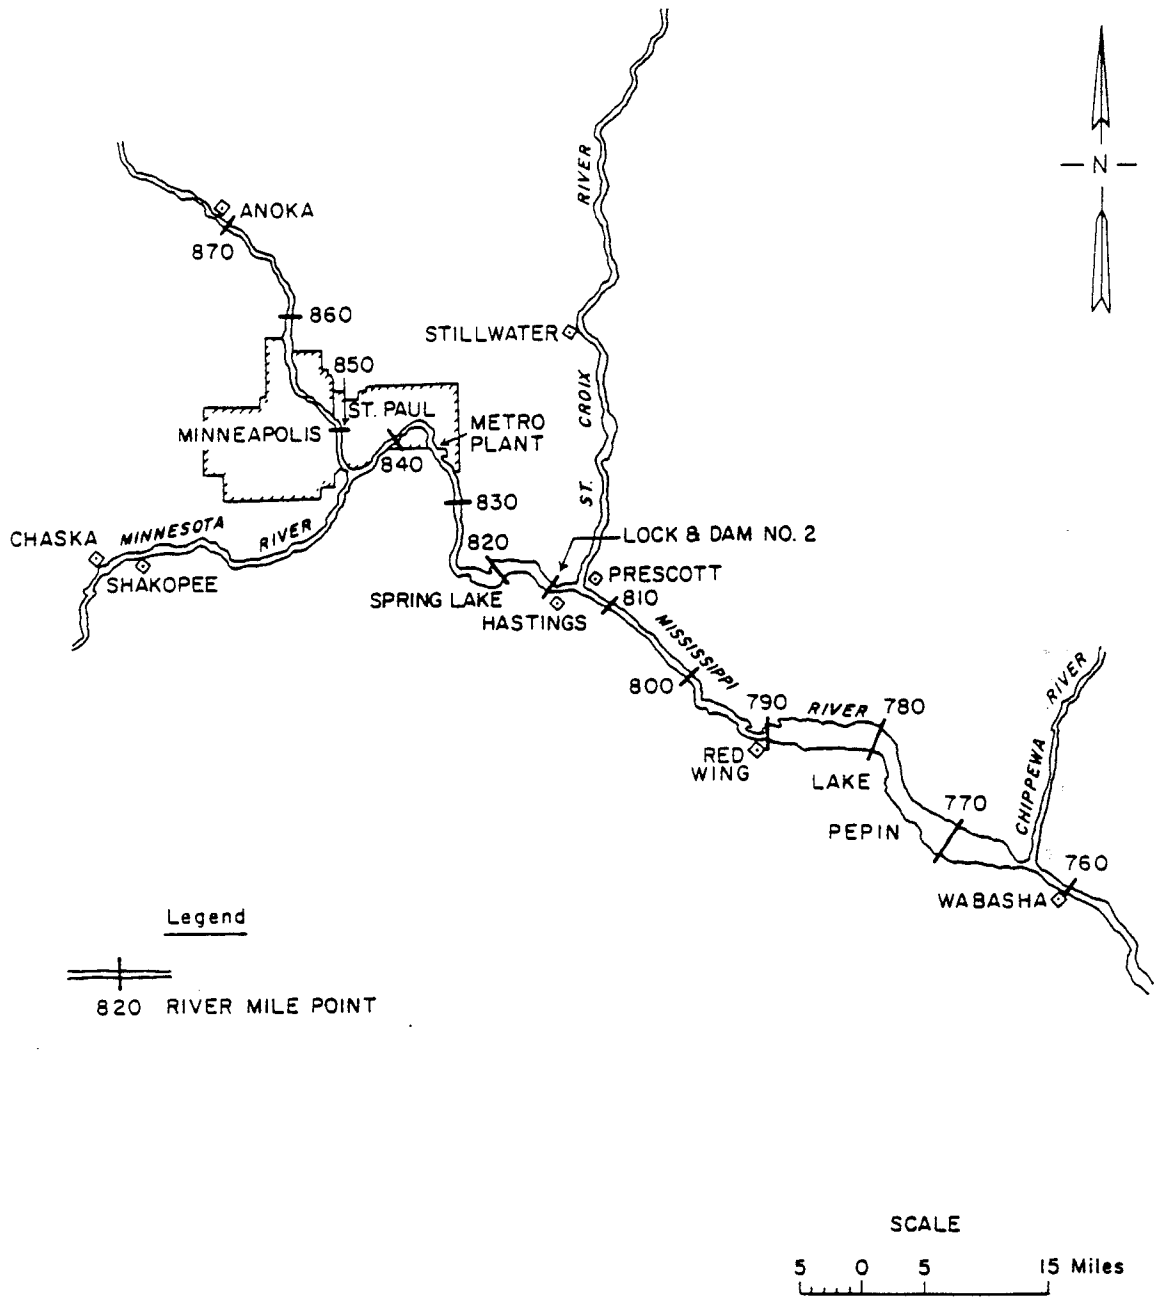 RIVER
N
ANOKA
870
860
STILLWATER
850
ST. PAUL
CROIX
METRO
PLANT
MINNEAPOLIS
840
ST.
830
CHASKA
MINNESOTA
RIVER
820
LOCK & DAM NO. 2
SHAKOPEE
PRESCOTT
SPRING LAKE
810
HASTINGS
MISSISSIPPI
800
790
RIVER
780
RIVER
RED
WING
LAKE
CHIPPEWA
770
PEPIN
760
WABASHA
Legend
820 RIVER MILE POINT
SCALE
5 0 5 15 Miles